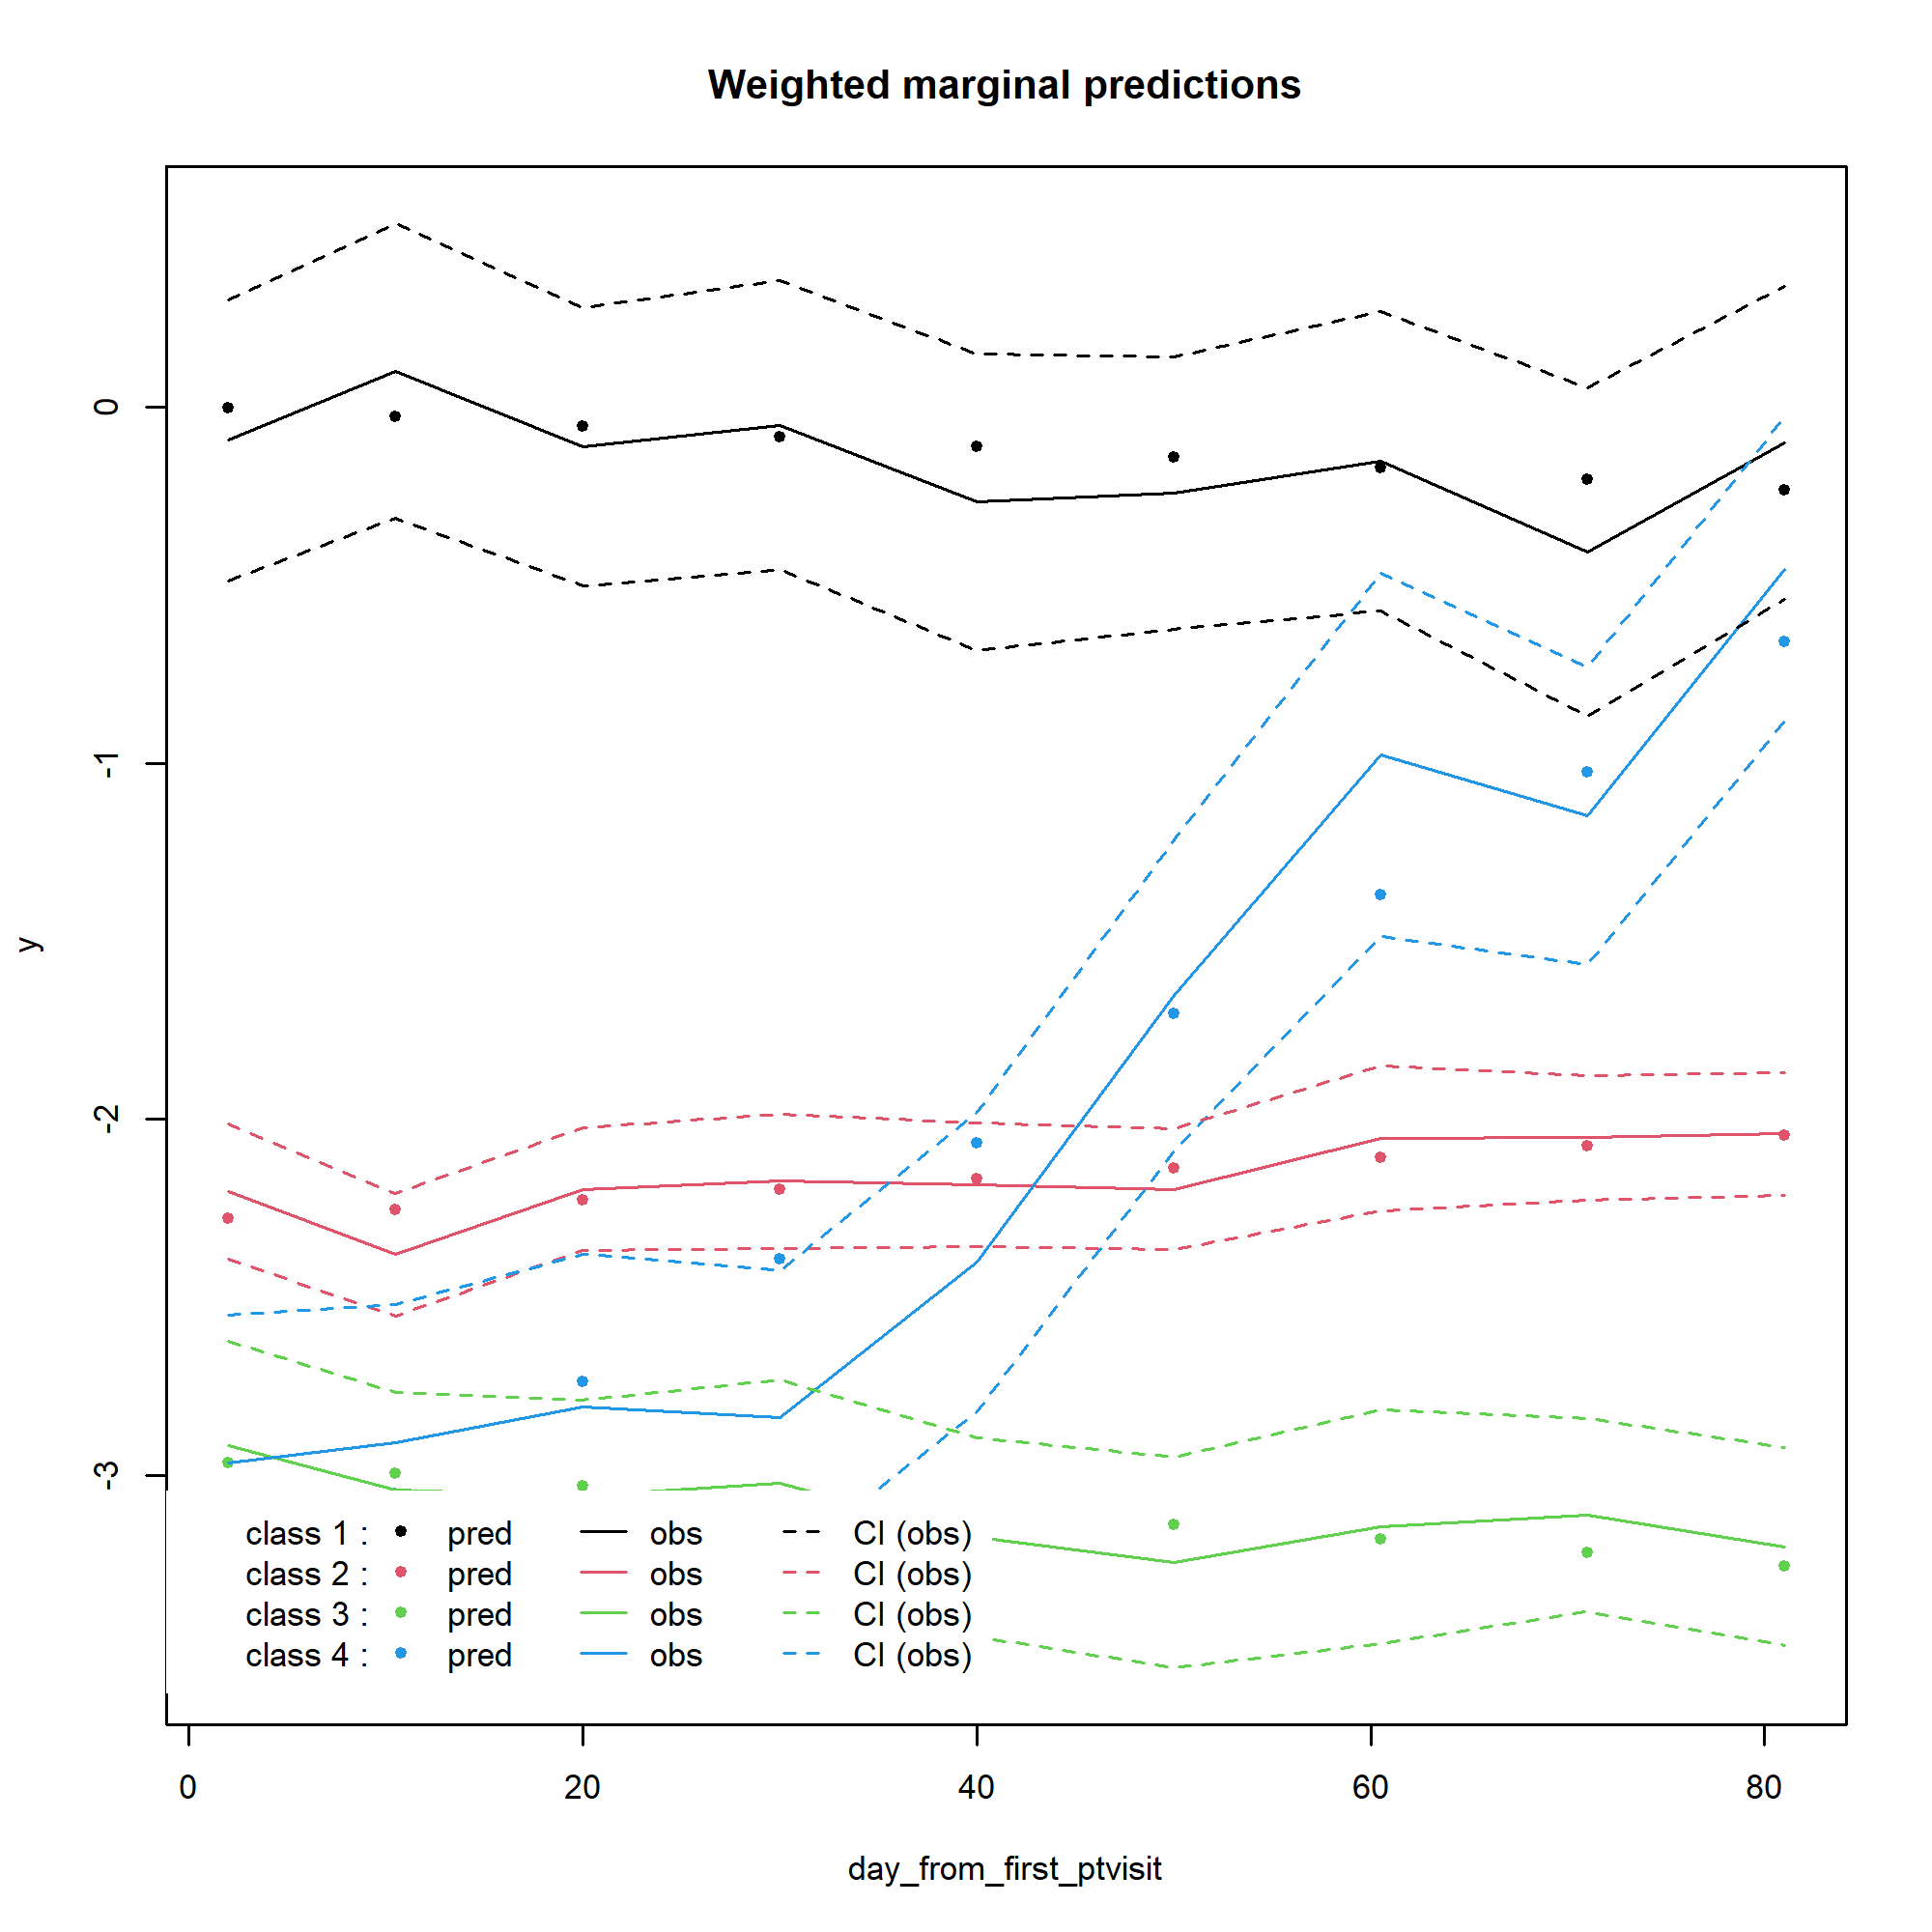 Weighted marginal predictions
0
-1
-2
-3
y
class 1 : pred obs CI (obs)
class 2 : pred obs CI (obs)
class 3 : pred obs CI (obs)
class 4 : pred obs CI (obs)
0 20 40 60 80
day_from_first_ptvisit